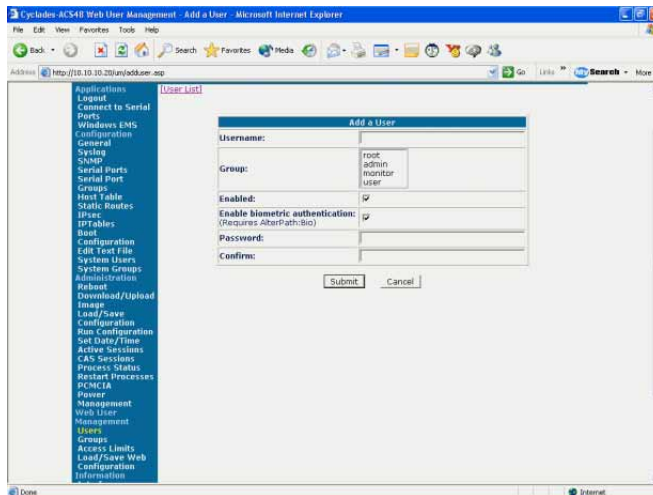 Cyclades-ACS48 Web User Management - Add a User - Microsoft Internet Explorer
File Edit View Favorites Tools Help
Back Search Favorites Media
Address http://10.10.10.20/um/adduser.asp Go Links Search More
Applications
Logout
Connect to Serial
Ports
Windows EMS
Configuration
General
Syslog
SNMP
Serial Ports
Serial Port
Groups
Host Table
Static Routes
IPsec
IPTables
Boot
Configuration
Edit Text File
System Users
System Groups
Administration
Reboot
Download/Upload
Image
Load/Save
Configuration
Run Configuration
Set Date/Time
Active Sessions
CAS Sessions
Process Status
Restart Processes
PCMCIA
Power
Management
Web User
Management
Users
Groups
Access Limits
Load/Save Web
Configuration
Information
[User List]
Add a User
Username:
Group:
root
admin
monitor
user
Enabled:
Enable biometric authentication:
(Requires AlterPath:Bio)
Password:
Confirm:
Submit Cancel
Done Internet